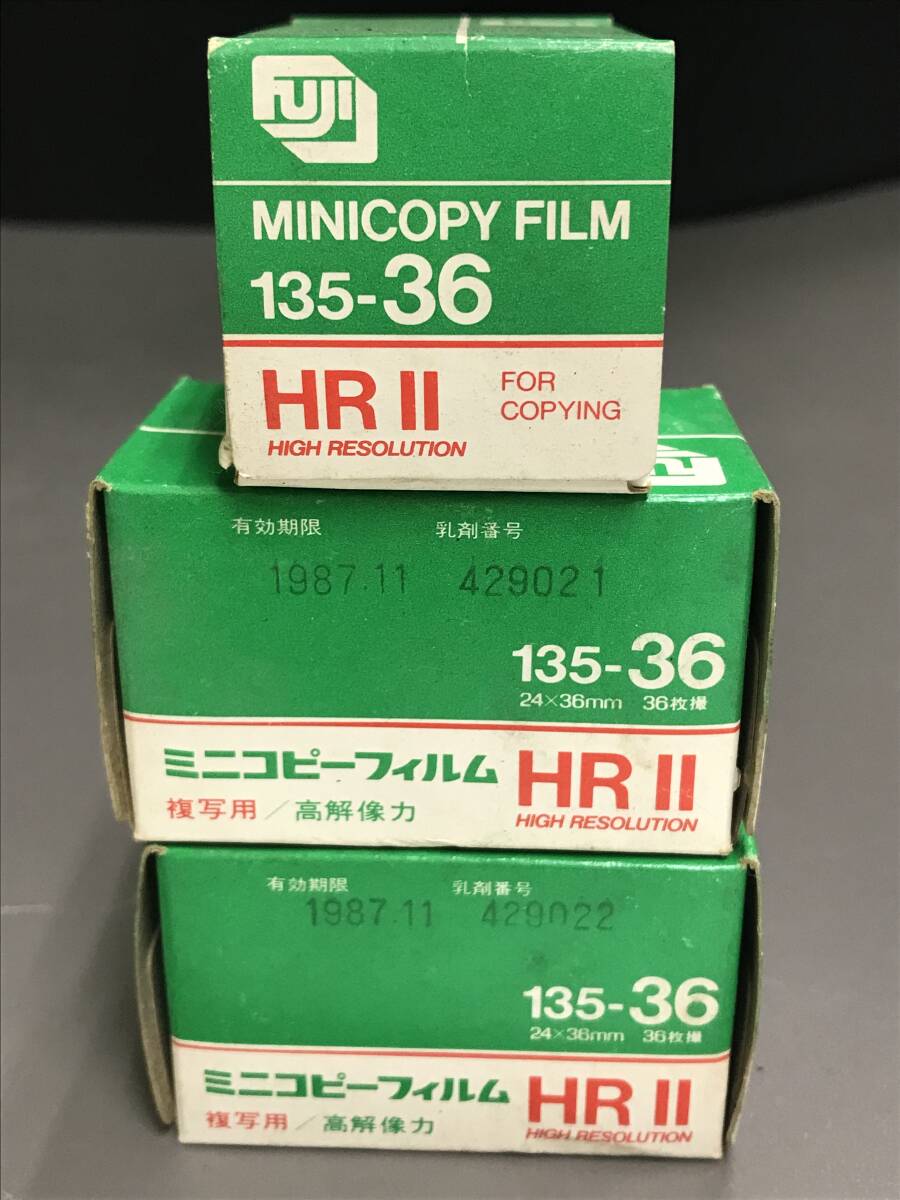 FUJI
MINICOPY FILM
135-36
HR II
FOR
COPYING
HIGH RESOLUTION
有効期限 乳剤番号
1987.11 429021
135-36
24×36mm 36枚撮
ミニコピーフィルム HR II
複写用/高解像力 HIGH RESOLUTION
有効期限 乳剤番号
1987.11 429022
135-36
24×36mm 36枚撮
ミニコピーフィルム HR II
複写用/高解像力 HIGH RESOLUTION